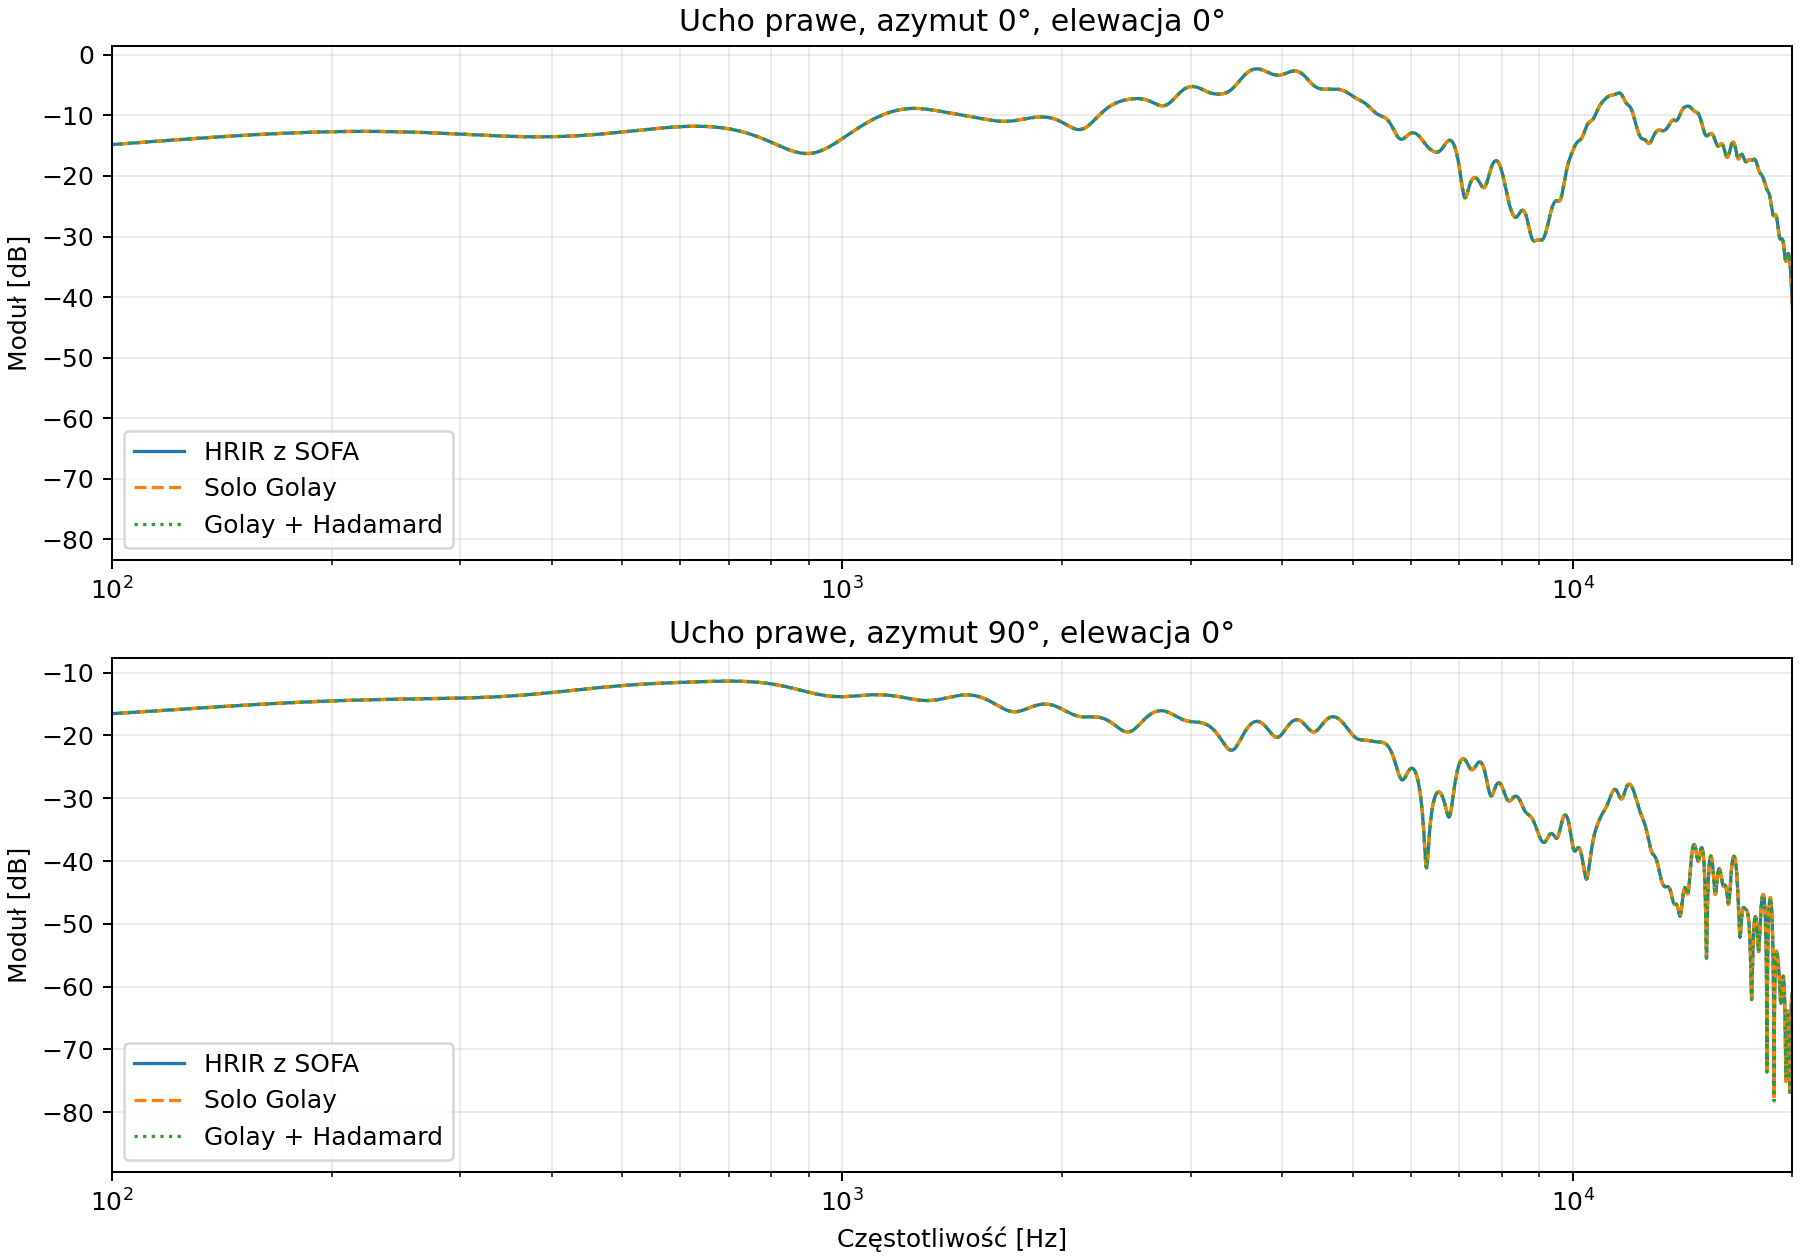 Ucho prawe, azymut 0°, elewacja 0°
0
−10
−20
−30
−40
−50
−60
−70
−80
Moduł [dB]
HRIR z SOFA
Solo Golay
Golay + Hadamard
10² 10³ 10⁴
Ucho prawe, azymut 90°, elewacja 0°
−10
−20
−30
−40
−50
−60
−70
−80
Moduł [dB]
HRIR z SOFA
Solo Golay
Golay + Hadamard
10² 10³ 10⁴
Częstotliwość [Hz]